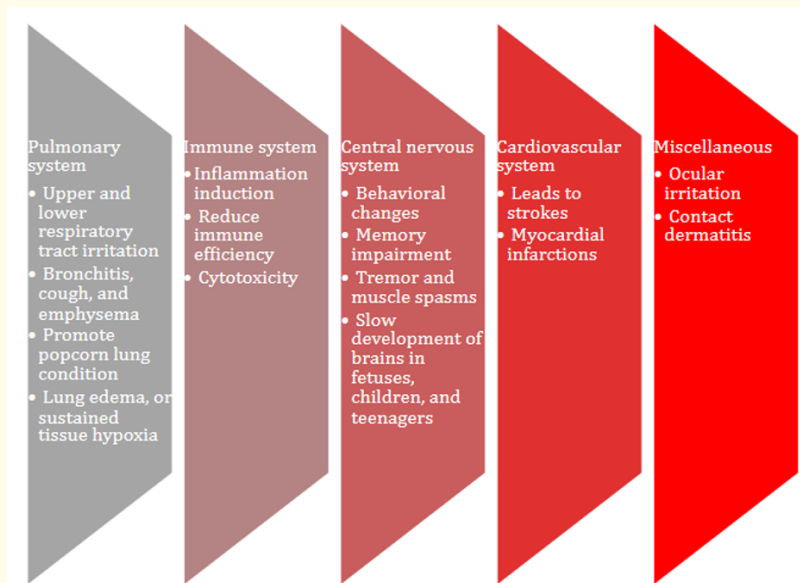 Pulmonary
system
• Upper and
lower
respiratory
tract irritation
• Bronchitis,
cough, and
emphysema
• Promote
popcorn lung
condition
• Lung edema, or
sustained
tissue hypoxia
Immune system
• Inflammation
induction
• Reduce
immune
efficiency
• Cytotoxicity
Central nervous
system
• Behavioral
changes
• Memory
impairment
• Tremor and
muscle spasms
• Slow
development of
brains in
fetuses,
children, and
teenagers
Cardiovascular
system
• Leads to
strokes
• Myocardial
infarctions
Miscellaneous
• Ocular
irritation
• Contact
dermatitis